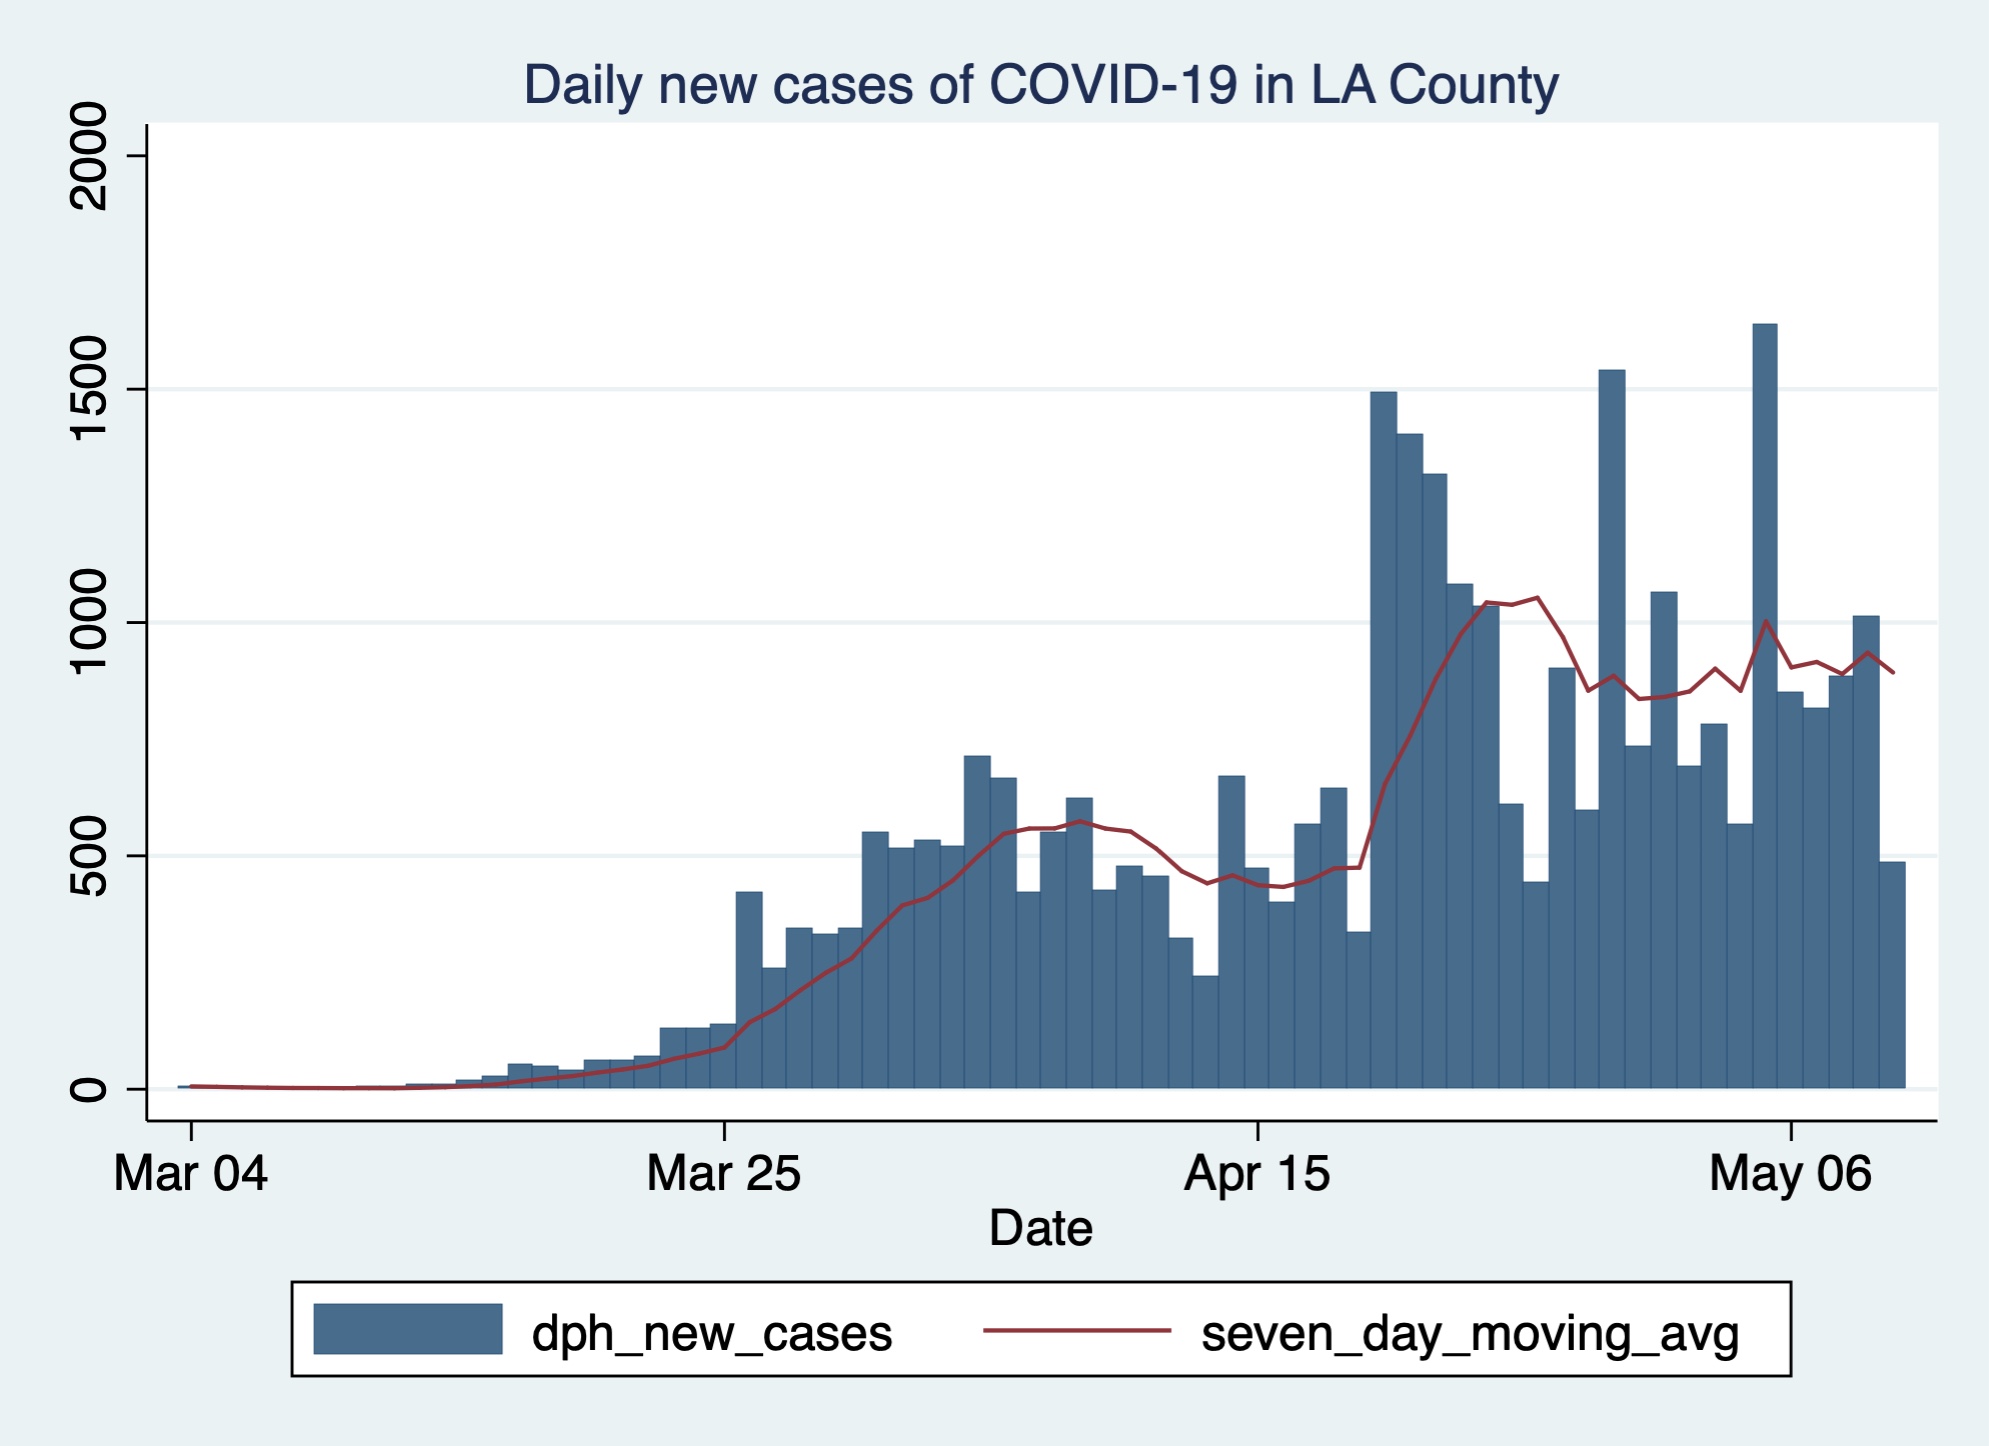 Daily new cases of COVID-19 in LA County
2000
1500
1000
500
0
Mar 04 Mar 25 Apr 15 May 06
Date
dph_new_cases seven_day_moving_avg